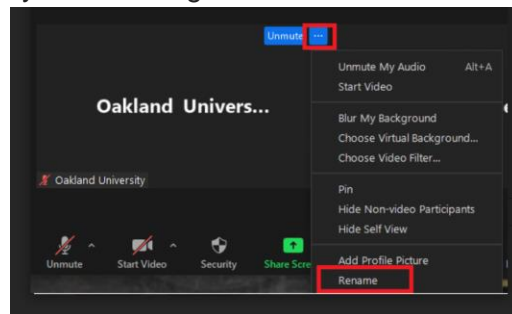 Unmute ...
Unmute My Audio Alt+A
Start Video
Oakland Univers...
Blur My Background
Choose Virtual Background...
Choose Video Filter...
Oakland University
Pin
Hide Non-video Participants
Hide Self View
Unmute Start Video Security Share Scre
Add Profile Picture
Rename